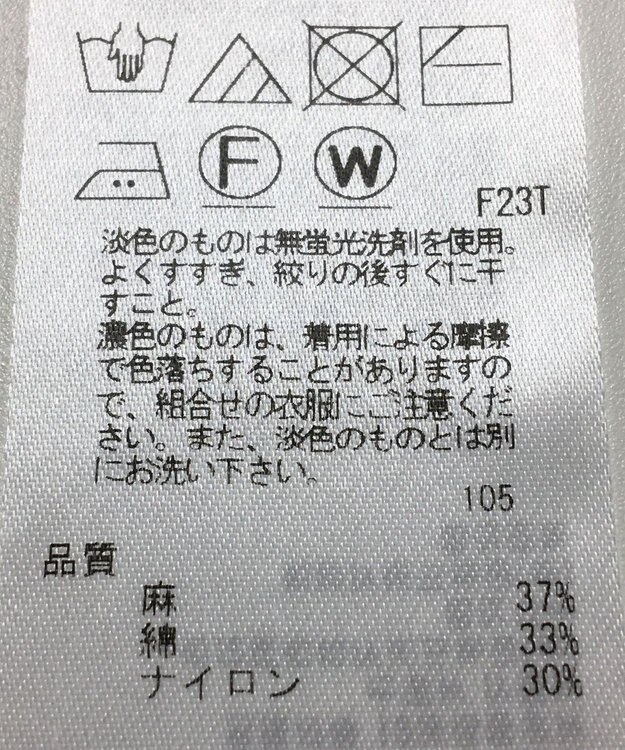 F W
F23T
淡色のものは無蛍光洗剤を使用。
よくすすぎ、絞りの後すぐに干
すこと。
濃色のものは、着用による摩擦
で色落ちすることがありますの
で、組合せの衣服にご注意くだ
さい。また、淡色のものとは別
にお洗い下さい。
105
品質
麻 37%
綿 33%
ナイロン 30%